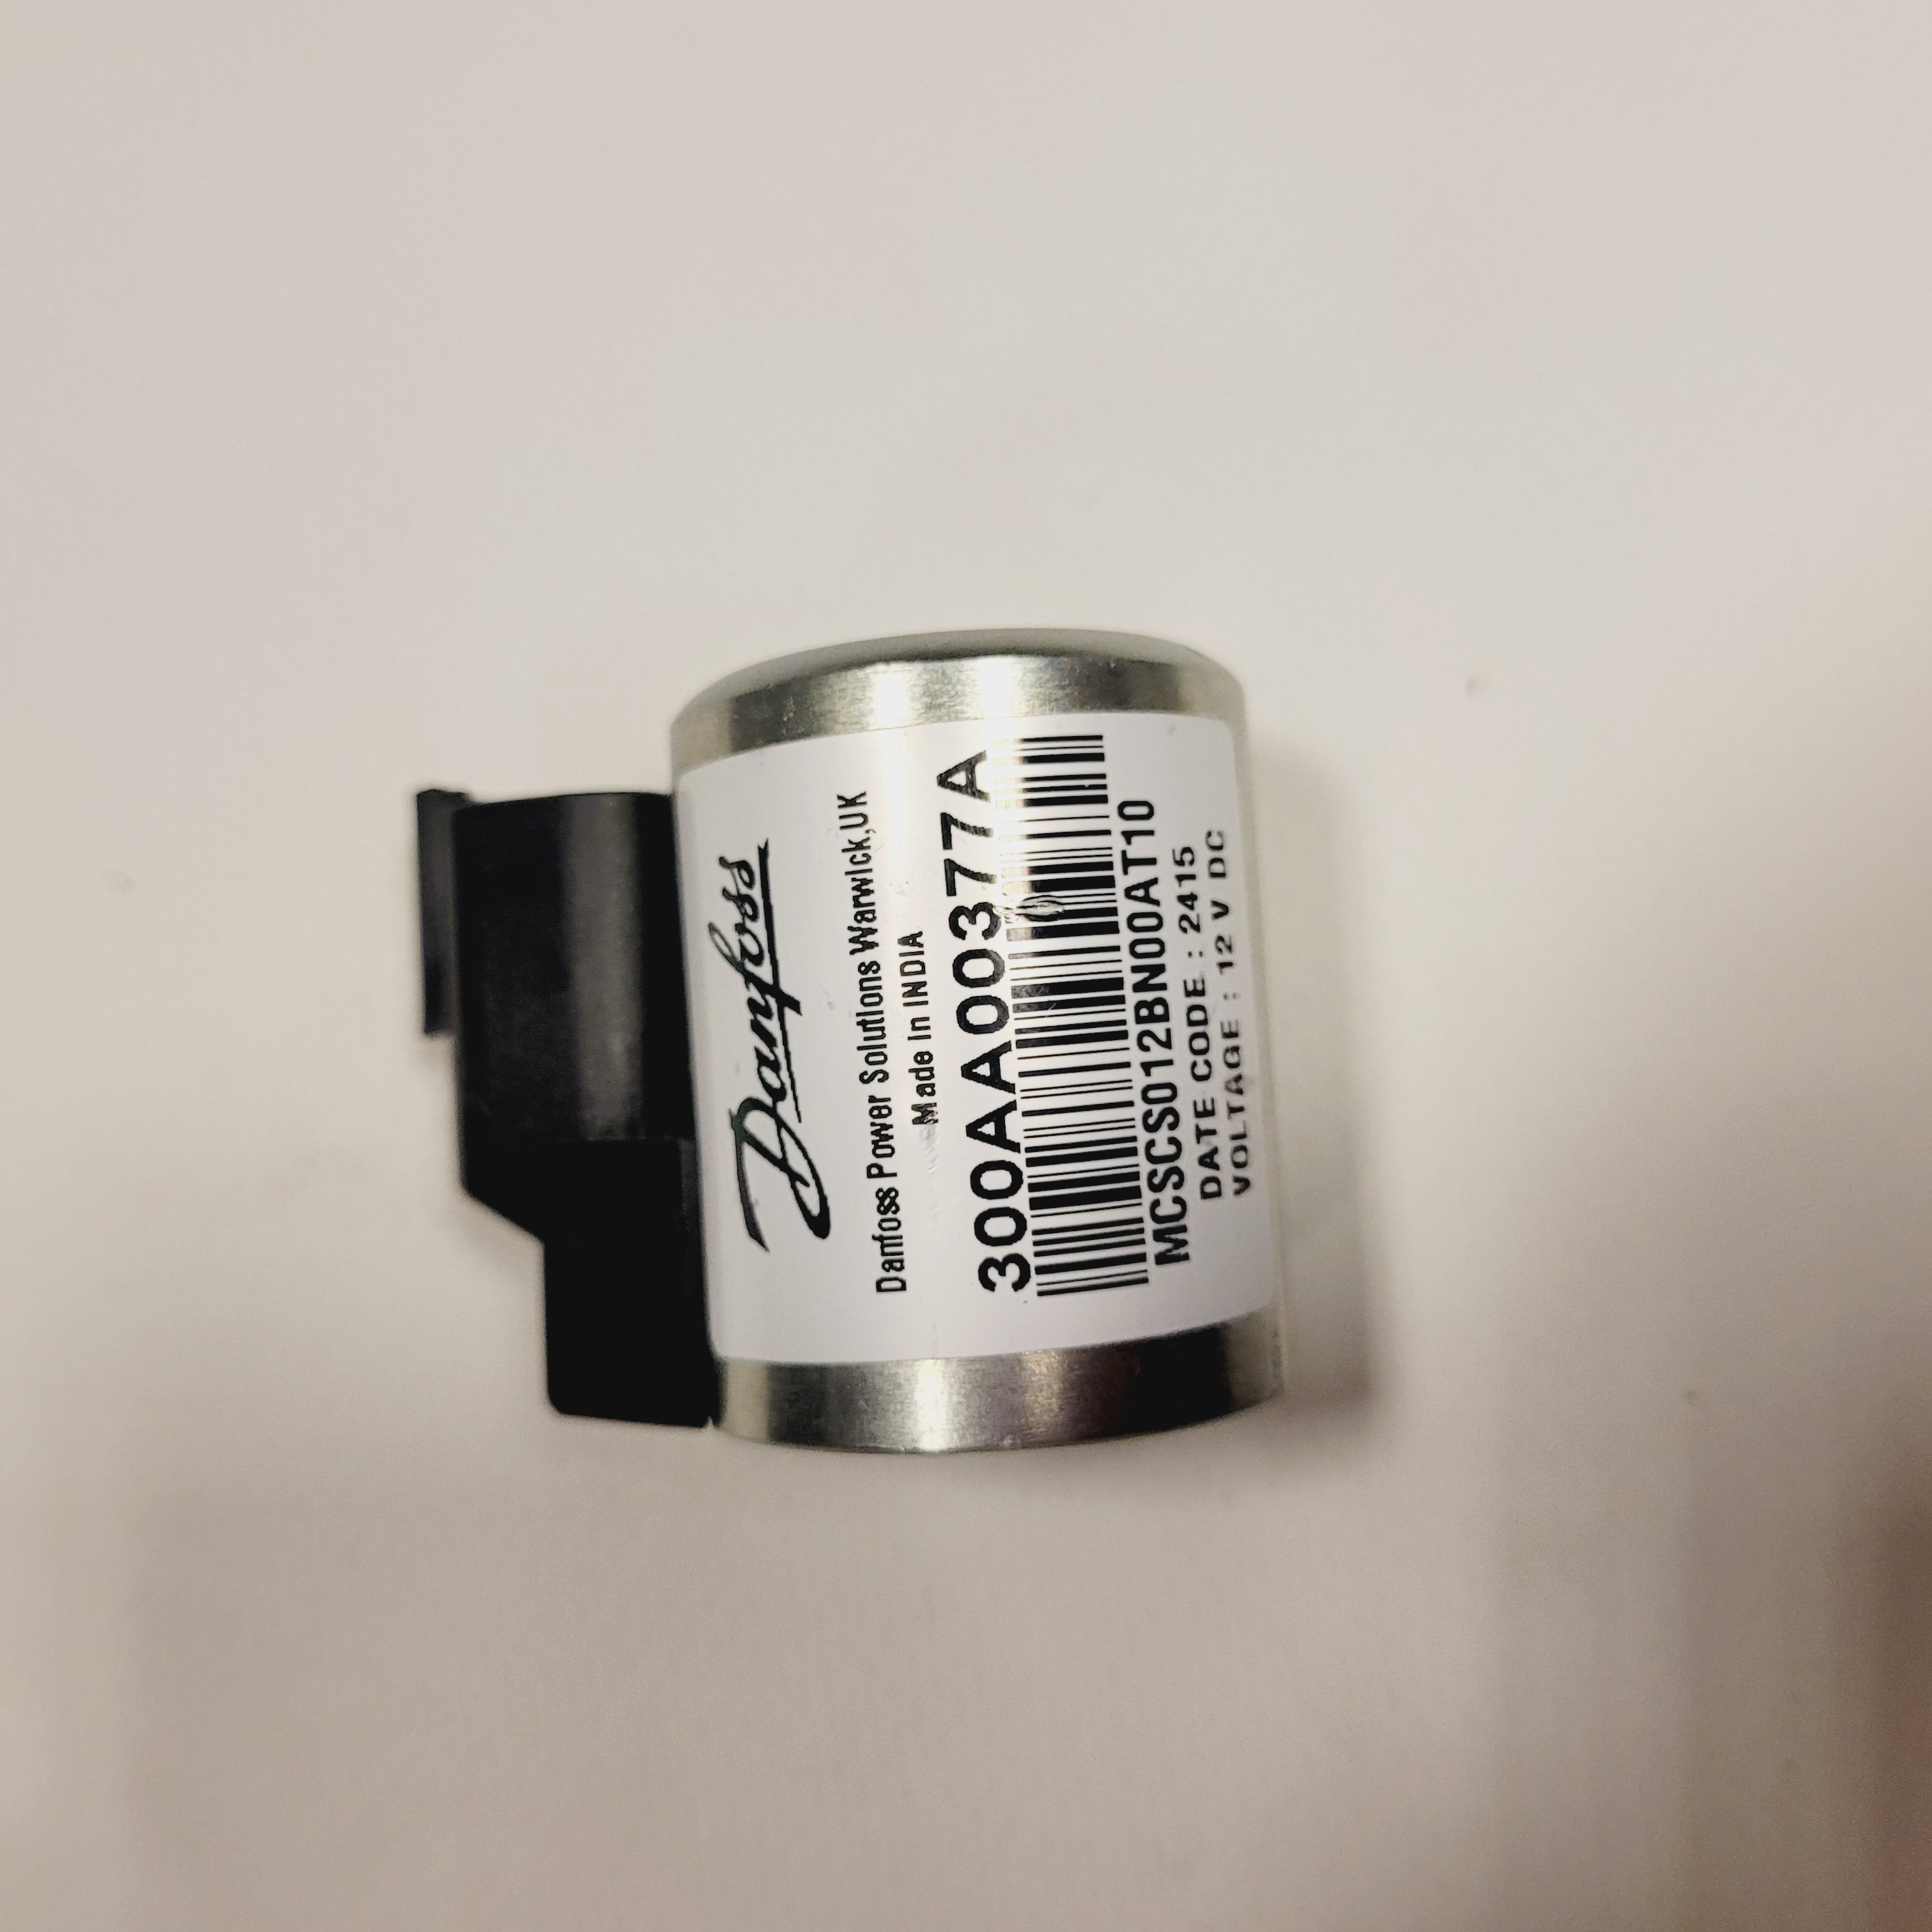 Danfoss
Danfoss Power Solutions Warwick,UK
Made In INDIA
300AA00377A
MCSCS012BN00AT10
DATE CODE : 2415
VOLTAGE : 12 V DC